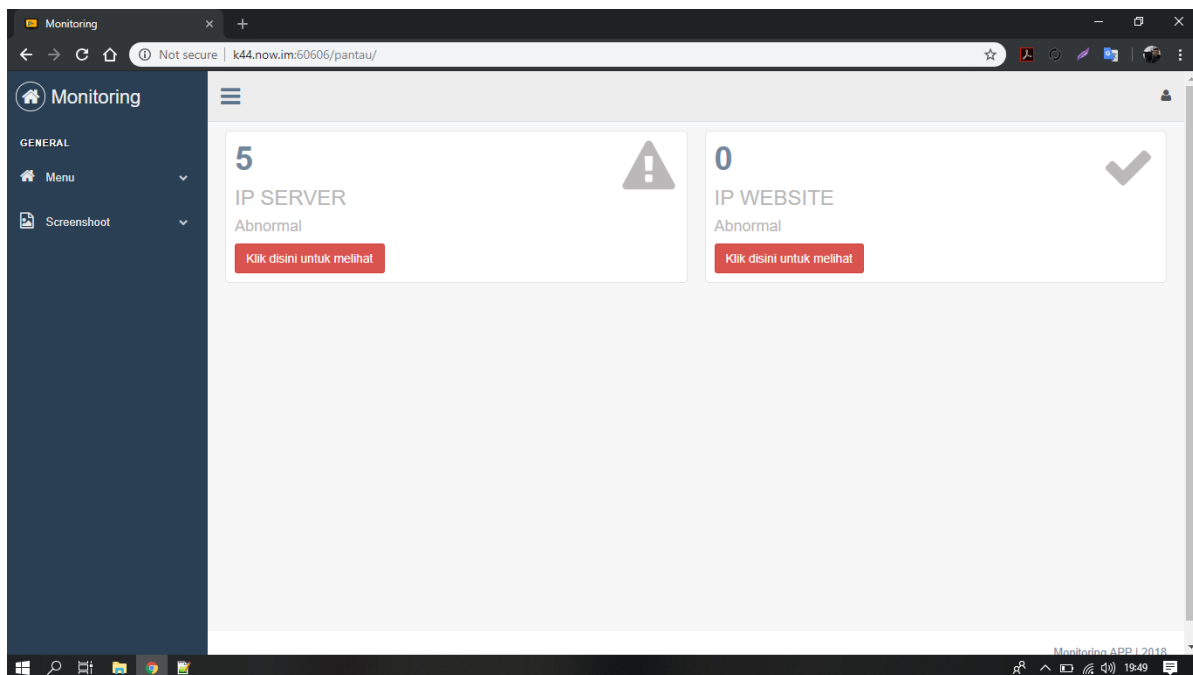 Monitoring
Not secure | k44.now.im:60606/pantau/
Monitoring
GENERAL
Menu
Screenshoot
5
IP SERVER
Abnormal
Klik disini untuk melihat
0
IP WEBSITE
Abnormal
Klik disini untuk melihat
Monitoring APP | 2018
19:49